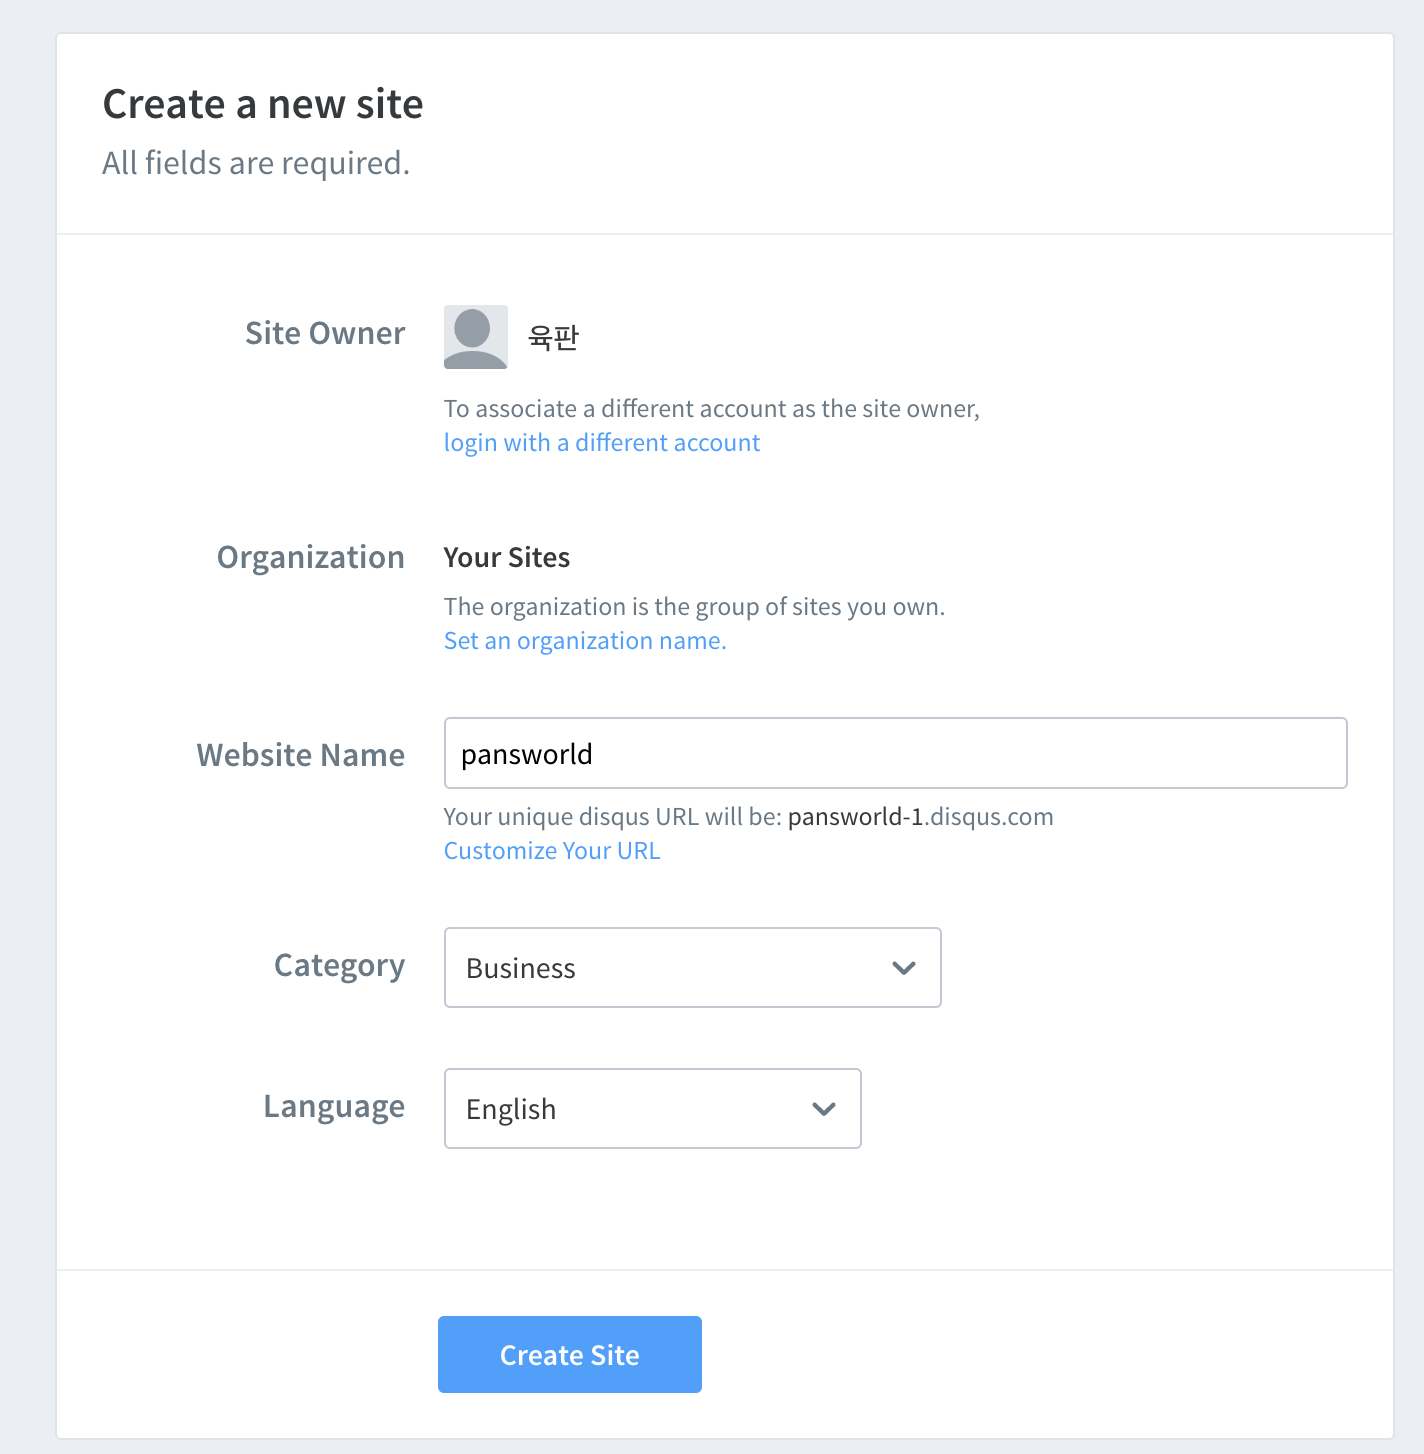 Create a new site
All fields are required.
Site Owner
육판
To associate a different account as the site owner,
login with a different account
Organization
Your Sites
The organization is the group of sites you own.
Set an organization name.
Website Name
pansworld
Your unique disqus URL will be: pansworld-1.disqus.com
Customize Your URL
Category
Business
Language
English
Create Site